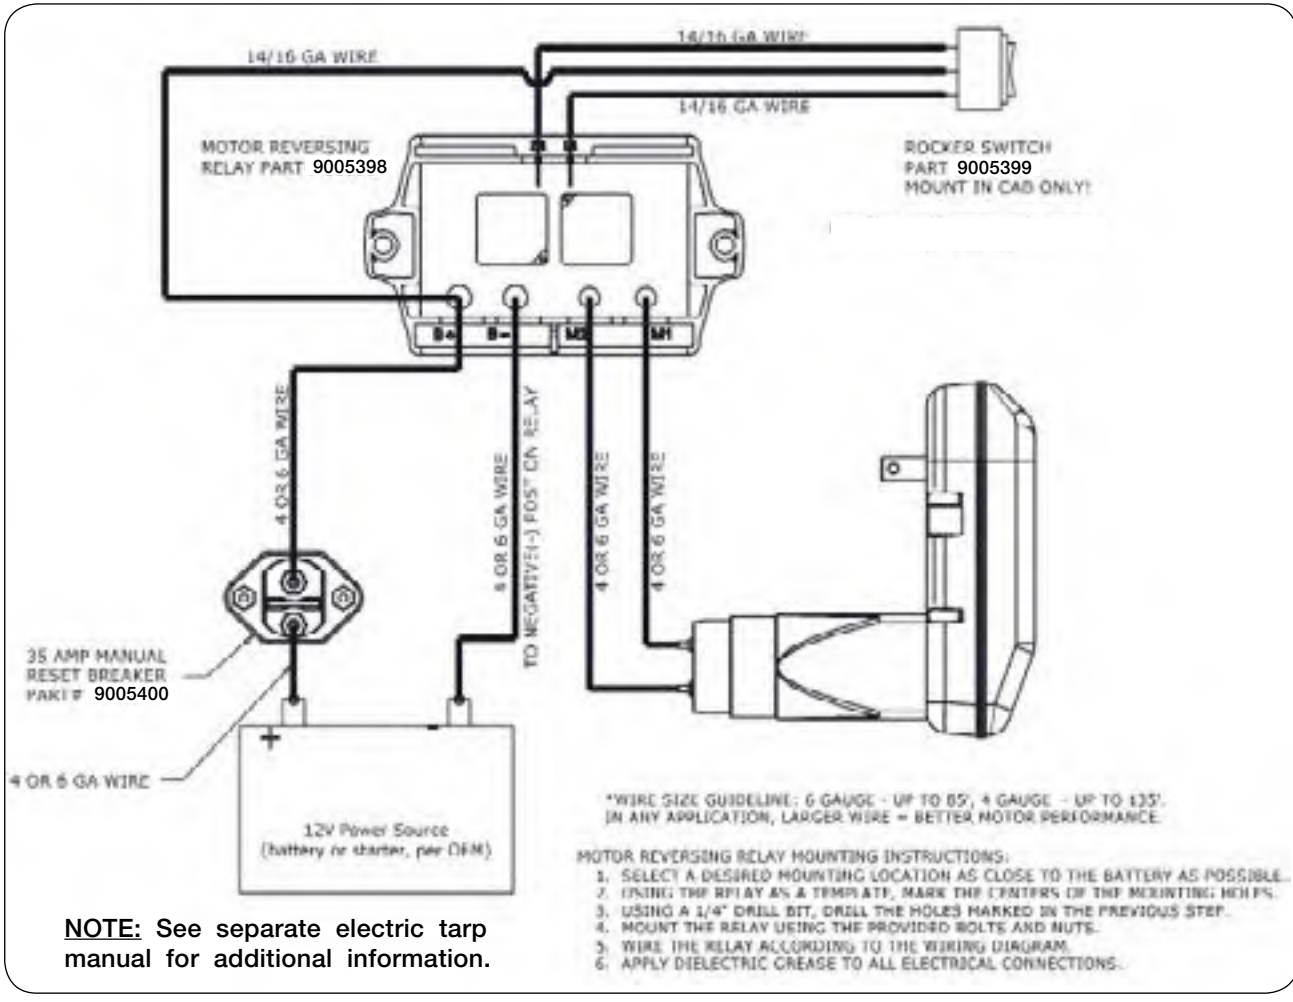 14/16 GA WIRE
14/16 GA WIRE
14/16 GA WIRE
MOTOR REVERSING
RELAY PART 9005398
ROCKER SWITCH
PART 9005399
MOUNT IN CAB ONLY!
B+
B-
M2
M1
4 OR 6 GA WIRE
4 OR 6 GA WIRE
TO NEGATIVE(-) POST ON RELAY
4 OR 6 GA WIRE
4 OR 6 GA WIRE
35 AMP MANUAL
RESET BREAKER
PART# 9005400
4 OR 6 GA WIRE
+
-
12V Power Source
(battery or starter, per OEM)
*WIRE SIZE GUIDELINE: 6 GAUGE - UP TO 85', 4 GAUGE - UP TO 135'.
IN ANY APPLICATION, LARGER WIRE = BETTER MOTOR PERFORMANCE.
MOTOR REVERSING RELAY MOUNTING INSTRUCTIONS:
1. SELECT A DESIRED MOUNTING LOCATION AS CLOSE TO THE BATTERY AS POSSIBLE.
2. USING THE RELAY AS A TEMPLATE, MARK THE CENTERS OF THE MOUNTING HOLES.
3. USING A 1/4" DRILL BIT, DRILL THE HOLES MARKED IN THE PREVIOUS STEP.
4. MOUNT THE RELAY USING THE PROVIDED BOLTS AND NUTS.
5. WIRE THE RELAY ACCORDING TO THE WIRING DIAGRAM.
6. APPLY DIELECTRIC GREASE TO ALL ELECTRICAL CONNECTIONS.
NOTE: See separate electric tarp
manual for additional information.